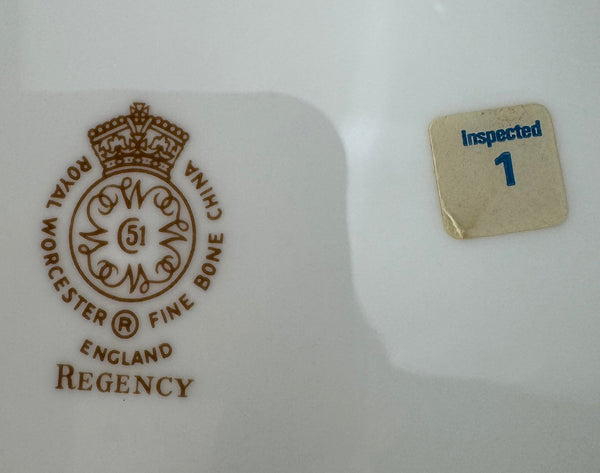 ROYAL WORCESTER ® FINE BONE CHINA
51
ENGLAND
REGENCY
Inspected
1